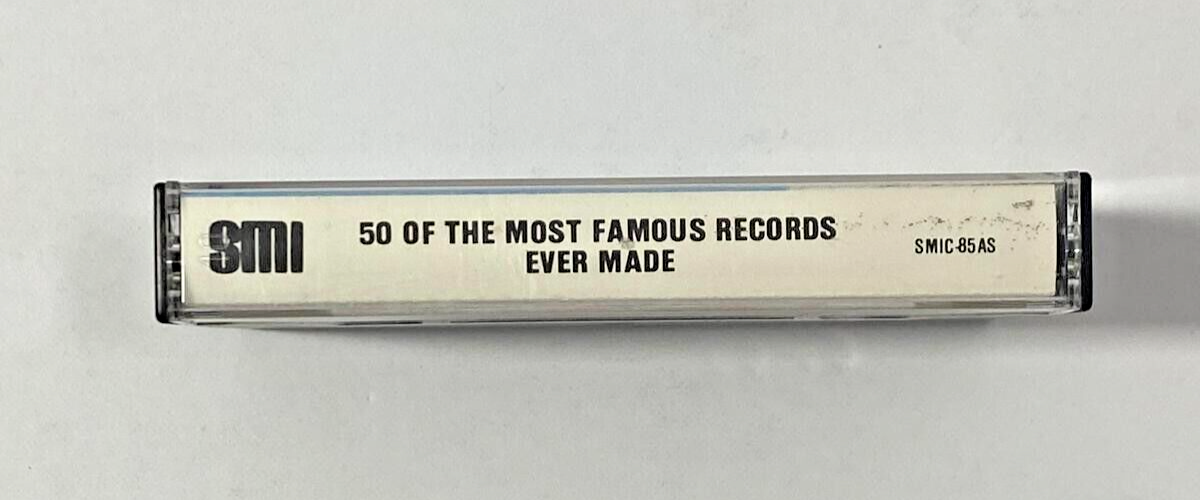 SMI
50 OF THE MOST FAMOUS RECORDS
EVER MADE
SMIC-85AS